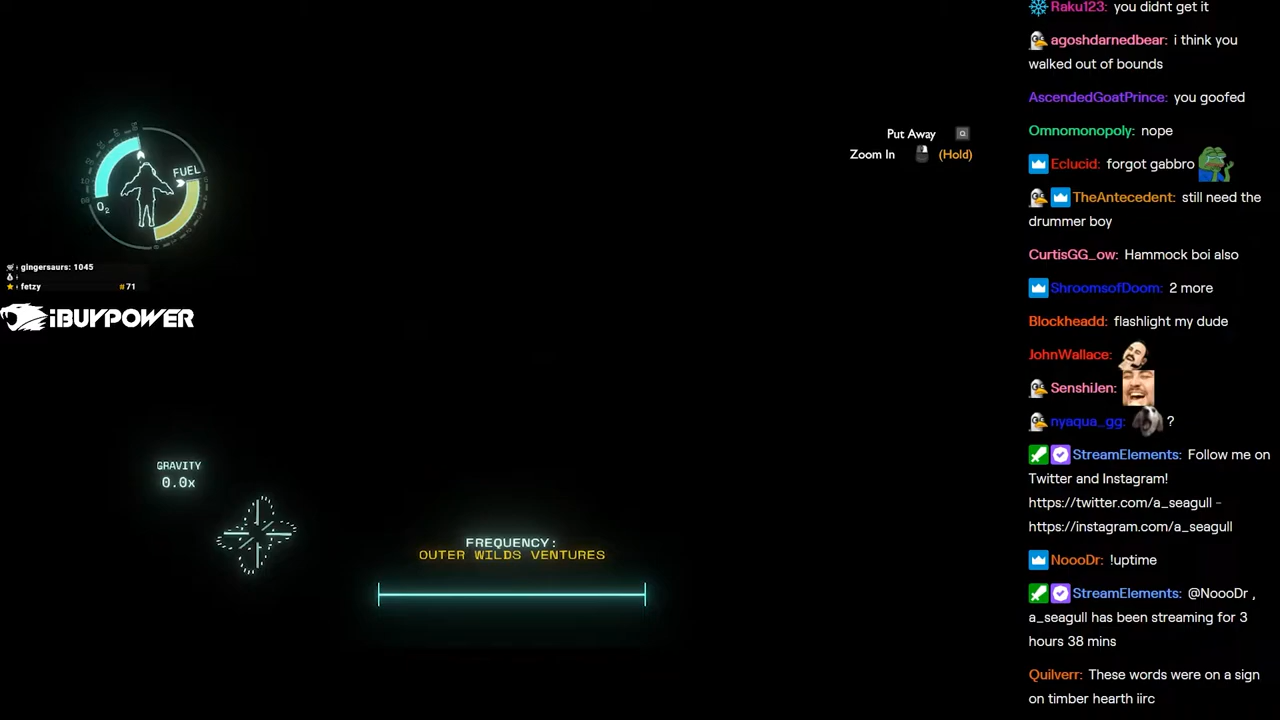 Put Away Q
Zoom In (Hold)
FUEL
O2
gingersaurs: 1045
fetzy #71
iBUYPOWER
GRAVITY
0.0x
FREQUENCY:
OUTER WILDS VENTURES
Raku123: you didnt get it
agoshdarnedbear: i think you
walked out of bounds
AscendedGoatPrince: you goofed
Omnomonopoly: nope
Eclucid: forgot gabbro
TheAntecedent: still need the
drummer boy
CurtisGG_ow: Hammock boi also
ShroomsofDoom: 2 more
Blockheadd: flashlight my dude
JohnWallace:
SenshiJen:
nyaqua_gg: ?
StreamElements: Follow me on
Twitter and Instagram!
https://twitter.com/a_seagull -
https://instagram.com/a_seagull
NoooDr: !uptime
StreamElements: @NoooDr ,
a_seagull has been streaming for 3
hours 38 mins
Quilverr: These words were on a sign
on timber hearth iirc